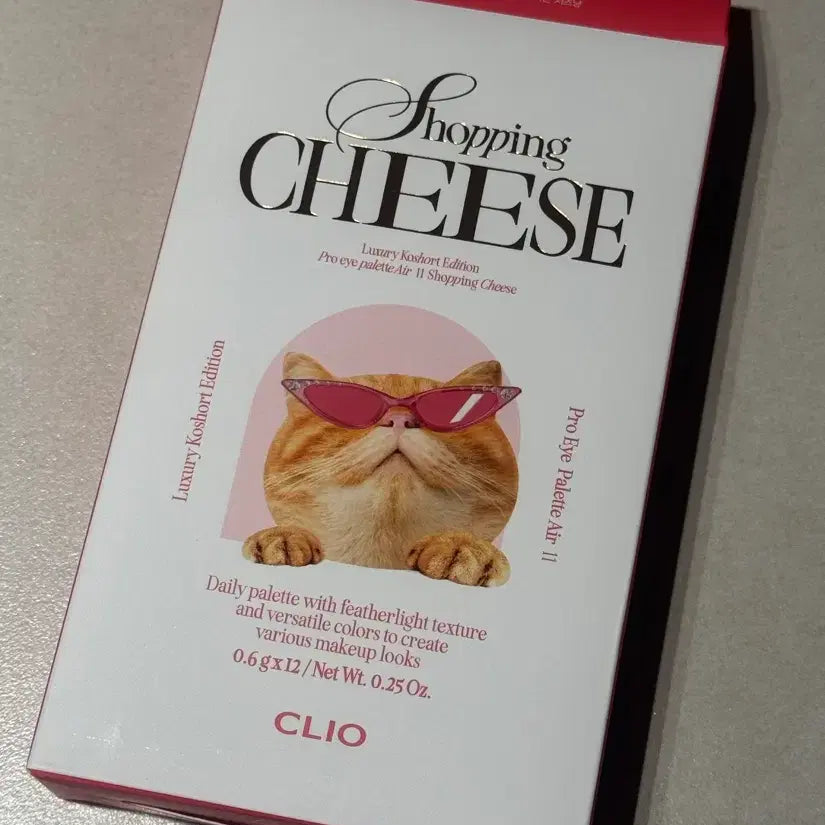 Shopping
CHEESE
Luxury Koshort Edition
Pro eye palette Air 11 Shopping Cheese
Luxury Koshort Edition
Pro Eye Palette Air 11
Daily palette with featherlight texture
and versatile colors to create
various makeup looks
0.6 g x 12 / Net Wt. 0.25 Oz.
CLIO